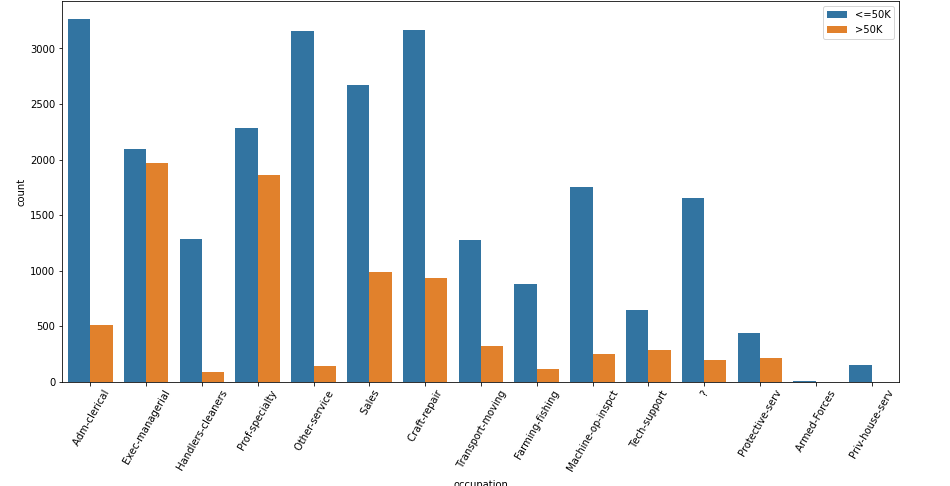 <=50K
>50K
3000
2500
2000
1500
1000
500
0
count
Adm-clerical
Exec-managerial
Handlers-cleaners
Prof-specialty
Other-service
Sales
Craft-repair
Transport-moving
Farming-fishing
Machine-op-inspct
Tech-support
?
Protective-serv
Armed-Forces
Priv-house-serv
occupation